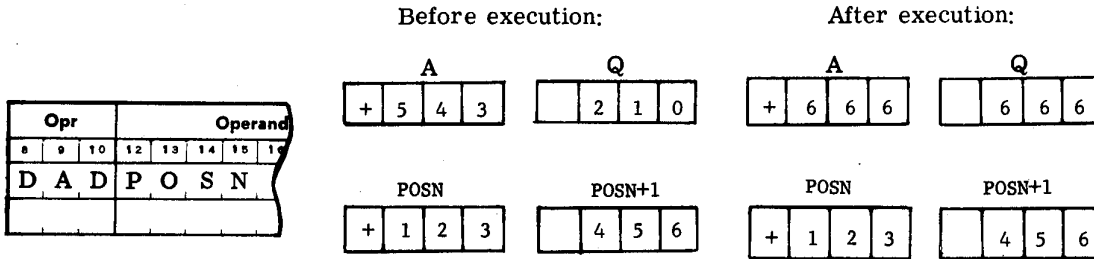 Before execution: After execution:
A Q A Q
+ 5 4 3 2 1 0 + 6 6 6 6 6 6
Opr Operand
8 9 10 12 13 14 15
D A D P O S N
POSN POSN+1 POSN POSN+1
+ 1 2 3 4 5 6 + 1 2 3 4 5 6